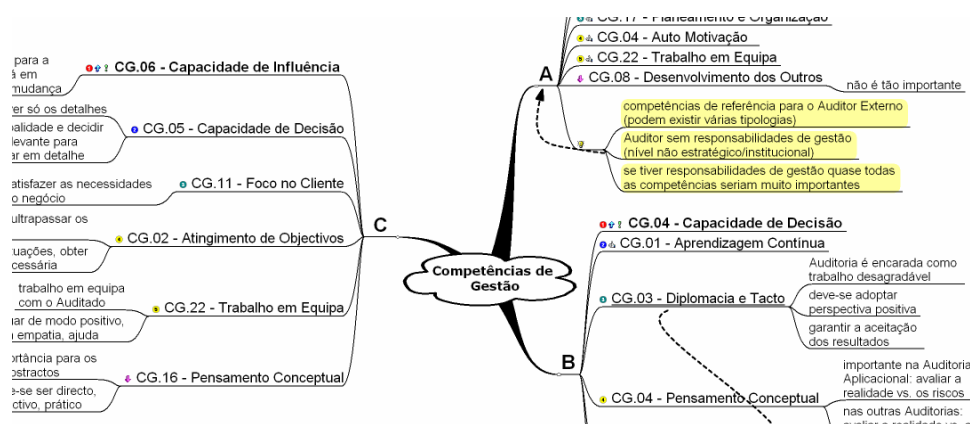 para a
em
mudança
CG.06 - Capacidade de Influência
ver só os detalhes
CG.05 - Capacidade de Decisão
e decidir
para
ar em detalhe
CG.11 - Foco no Cliente
satisfazer as necessidades
o negócio
ultrapassar os
CG.02 - Atingimento de Objectivos
obter
CG.22 - Trabalho em Equipa
trabalho em equipa
com o Auditado
de modo positivo,
empatia, ajuda
CG.16 - Pensamento Conceptual
para os
e-se ser directo,
prático
C
Competências de
Gestão
A
CG.17 - Planeamento e Organização
CG.04 - Auto Motivação
CG.22 - Trabalho em Equipa
CG.08 - Desenvolvimento dos Outros
não é tão importante
competências de referência para o Auditor Externo
(podem existir várias tipologias)
Auditor sem responsabilidades de gestão
(nível não estratégico/institucional)
se tiver responsabilidades de gestão quase todas
as competências seriam muito importantes
B
CG.04 - Capacidade de Decisão
CG.01 - Aprendizagem Contínua
CG.03 - Diplomacia e Tacto
Auditoria é encarada como
trabalho desagradável
deve-se adoptar
perspectiva positiva
garantir a aceitação
dos resultados
CG.04 - Pensamento Conceptual
importante na Auditoria
Aplicacional: avaliar a
realidade vs. os riscos
nas outras Auditorias:
avaliar a realidade vs.